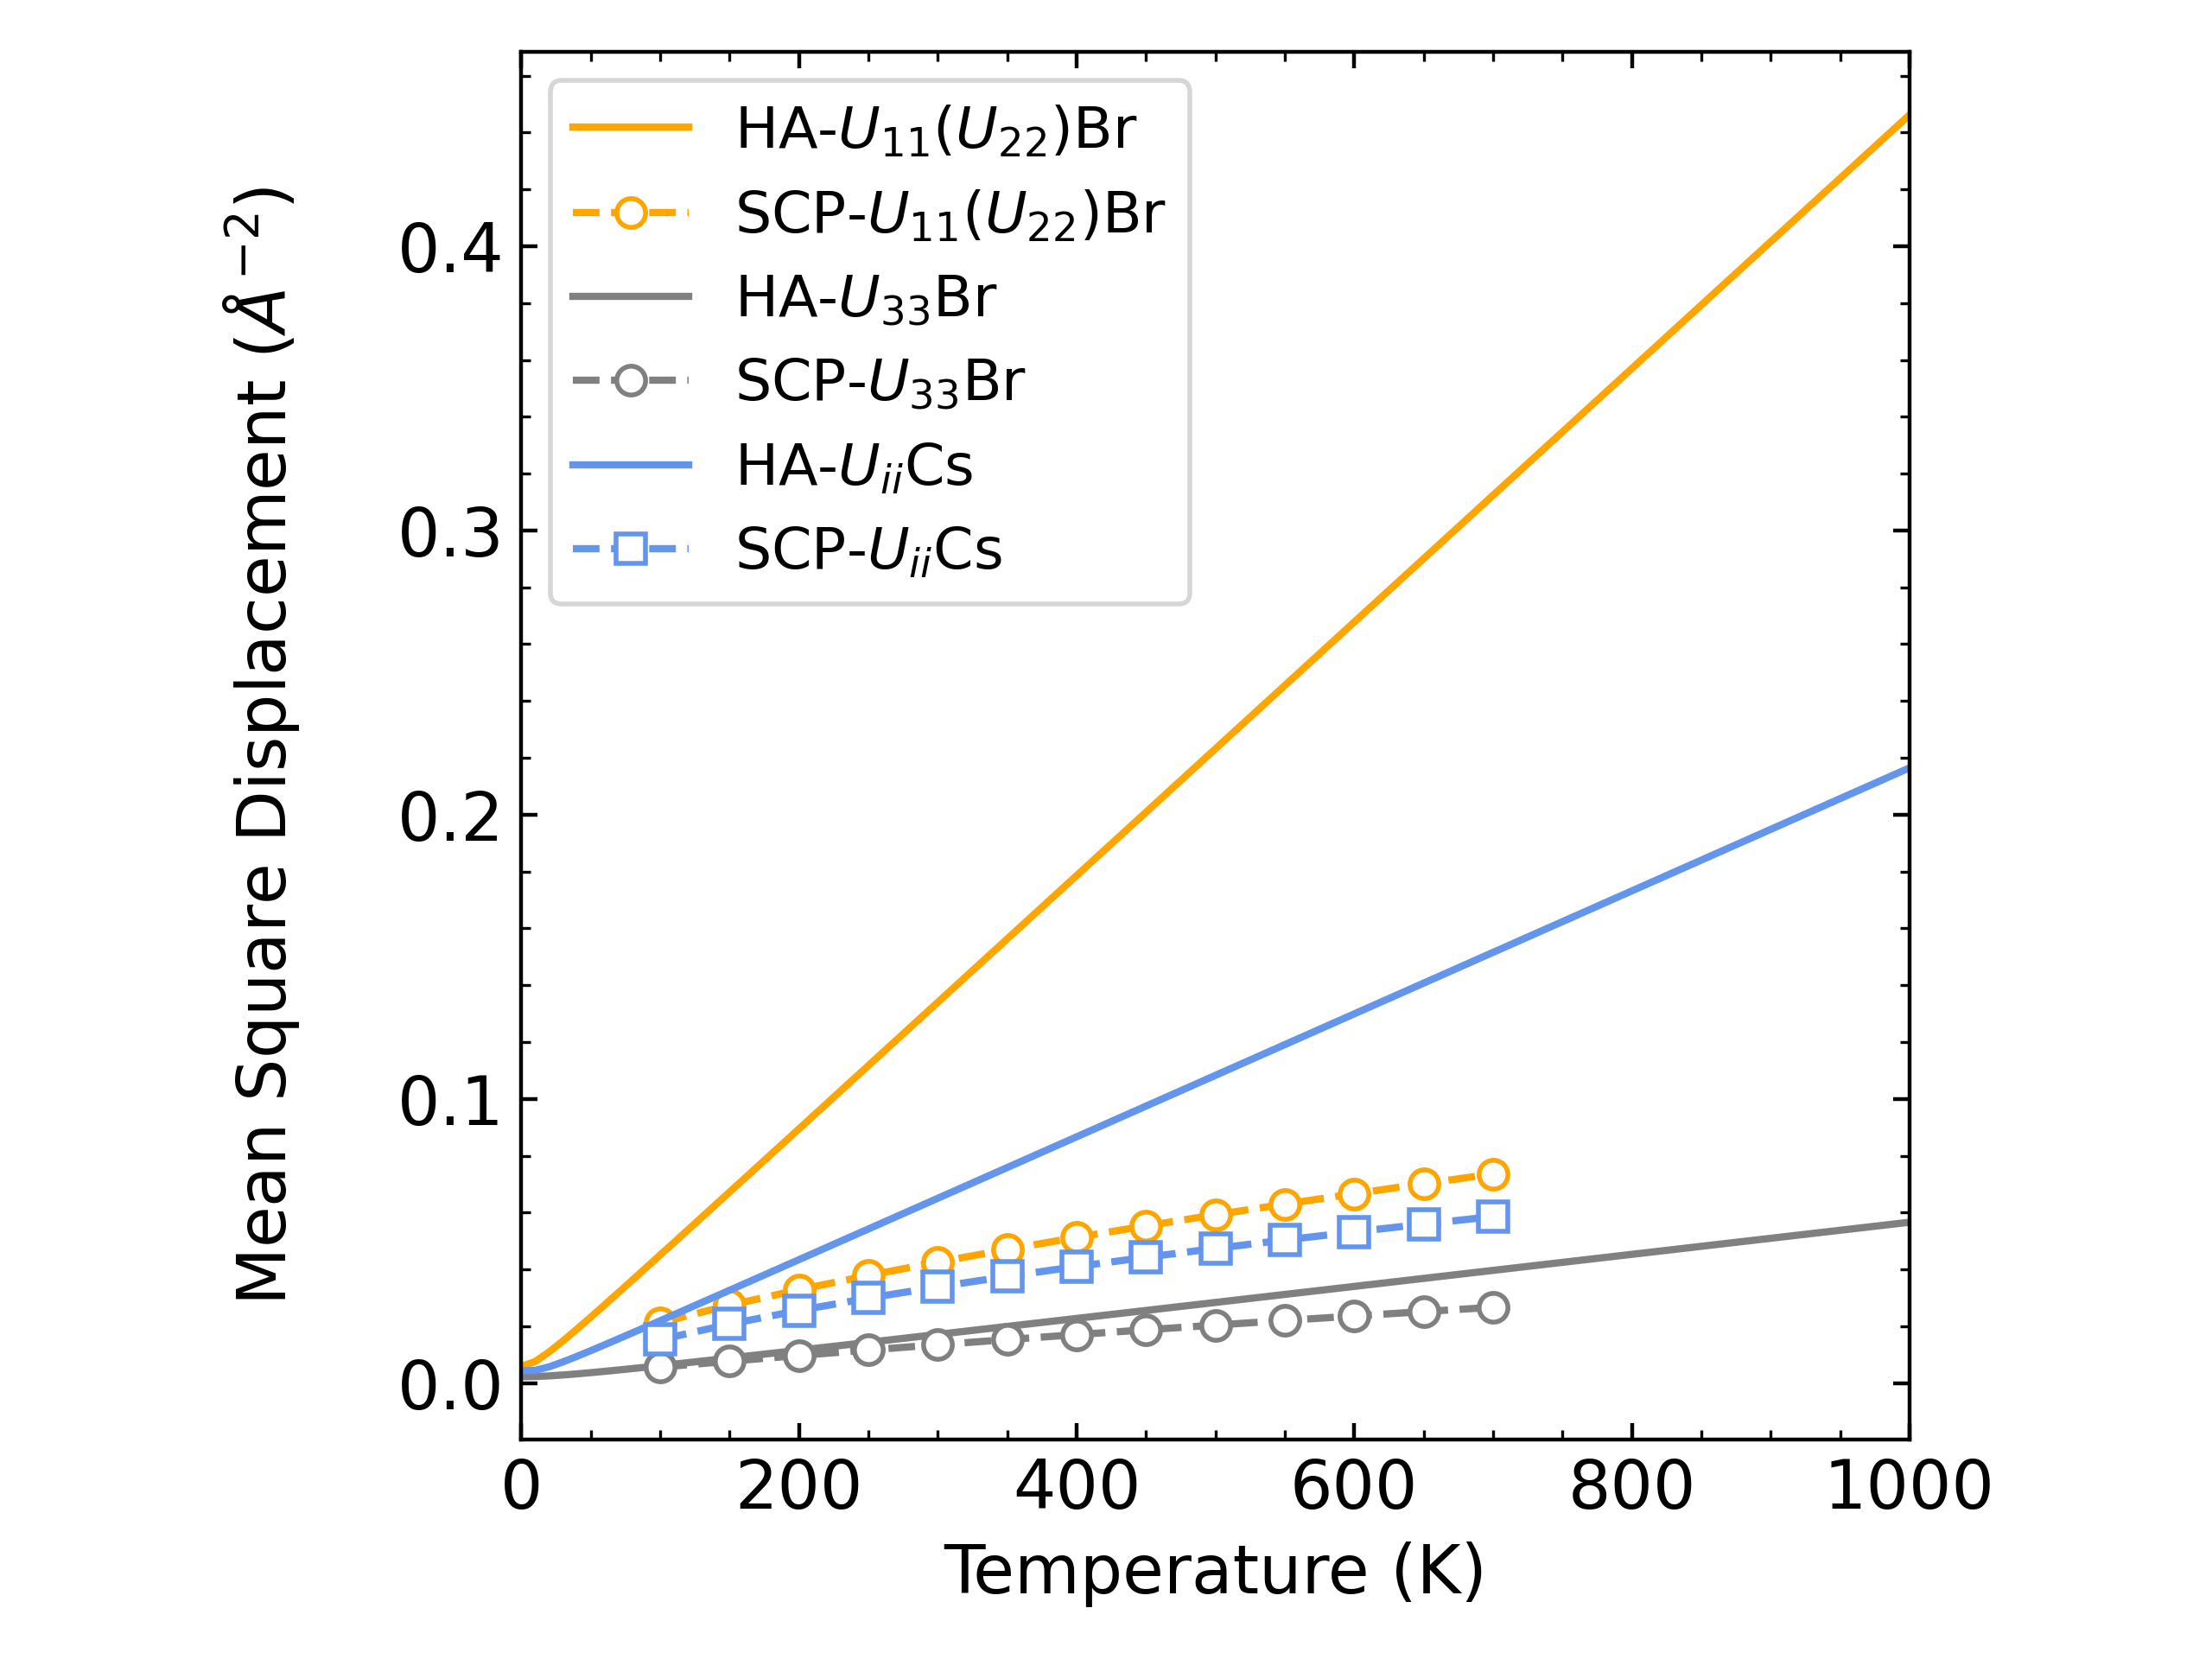 HA-U₁₁(U₂₂)Br
SCP-U₁₁(U₂₂)Br
HA-U₃₃Br
SCP-U₃₃Br
HA-UᵢᵢCs
SCP-UᵢᵢCs
Mean Square Displacement (Å⁻²)
0.4
0.3
0.2
0.1
0.0
0 200 400 600 800 1000
Temperature (K)